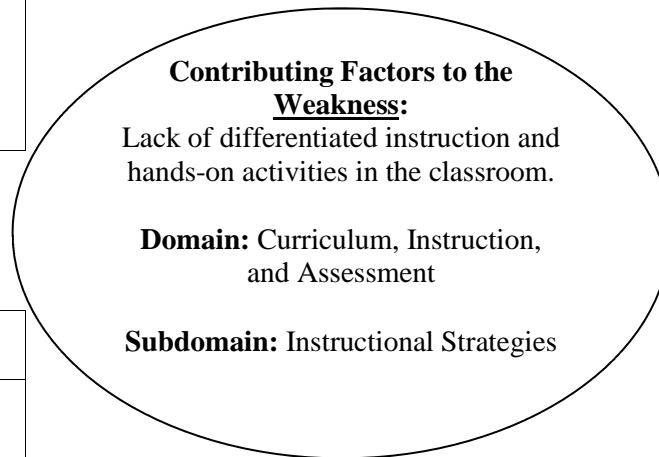 Contributing Factors to the
Weakness:
Lack of differentiated instruction and
hands-on activities in the classroom.
Domain: Curriculum, Instruction,
and Assessment
Subdomain: Instructional Strategies